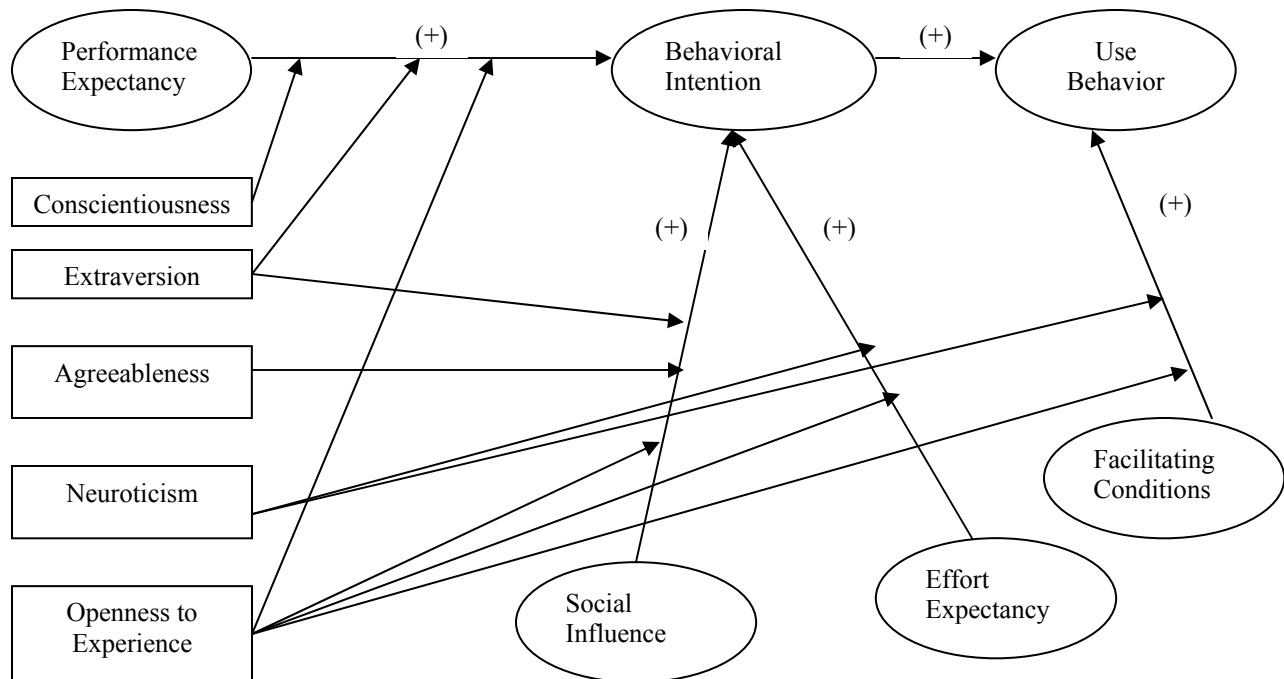 Performance
Expectancy
(+)
Behavioral
Intention
(+)
Use
Behavior
Conscientiousness
(+)
(+)
(+)
Extraversion
Agreeableness
Neuroticism
Facilitating
Conditions
Openness to
Experience
Social
Influence
Effort
Expectancy